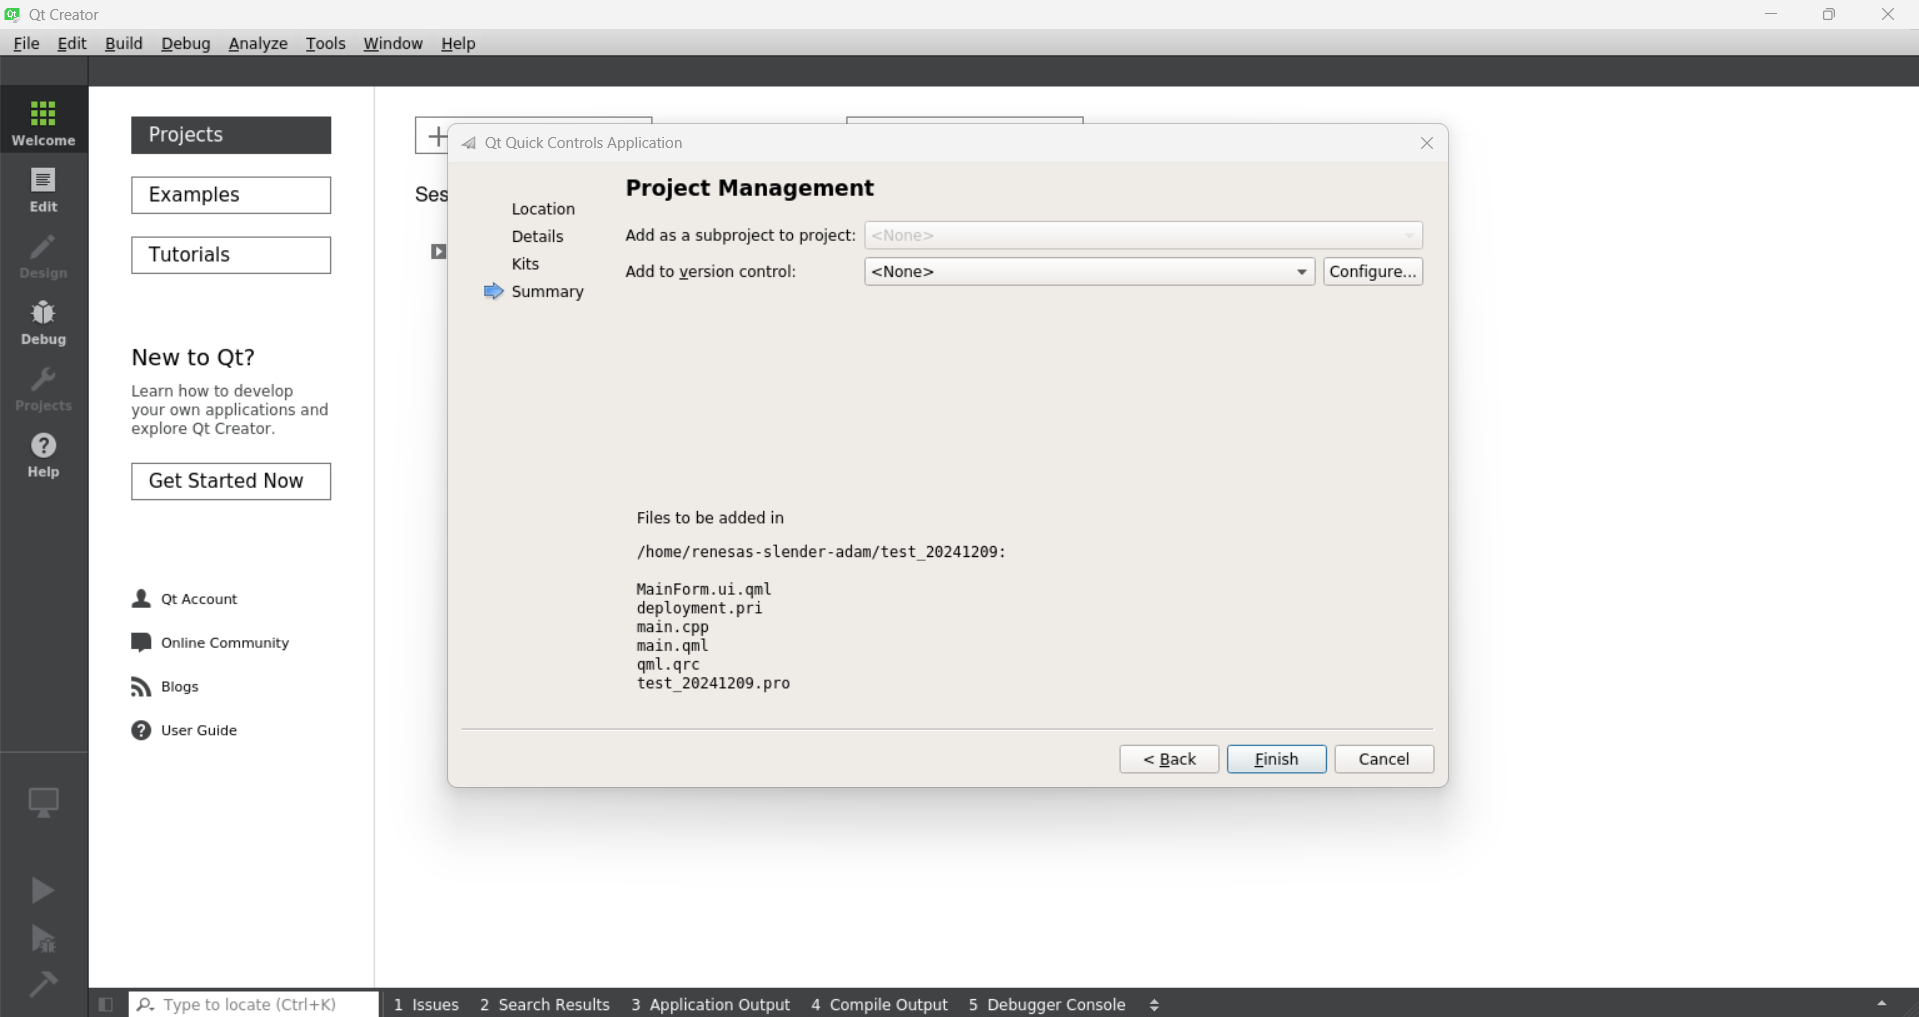 Qt Creator
File Edit Build Debug Analyze Tools Window Help
Welcome
Edit
Design
Debug
Projects
Help
Projects
Examples
Tutorials
New to Qt?
Learn how to develop
your own applications and
explore Qt Creator.
Get Started Now
Qt Account
Online Community
Blogs
User Guide
Ses
Qt Quick Controls Application
Location
Details
Kits
Summary
Project Management
Add as a subproject to project: <None>
Add to version control: <None> Configure...
Files to be added in
/home/renesas-slender-adam/test_20241209:
MainForm.ui.qml
deployment.pri
main.cpp
main.qml
qml.qrc
test_20241209.pro
< Back Finish Cancel
Type to locate (Ctrl+K) 1 Issues 2 Search Results 3 Application Output 4 Compile Output 5 Debugger Console